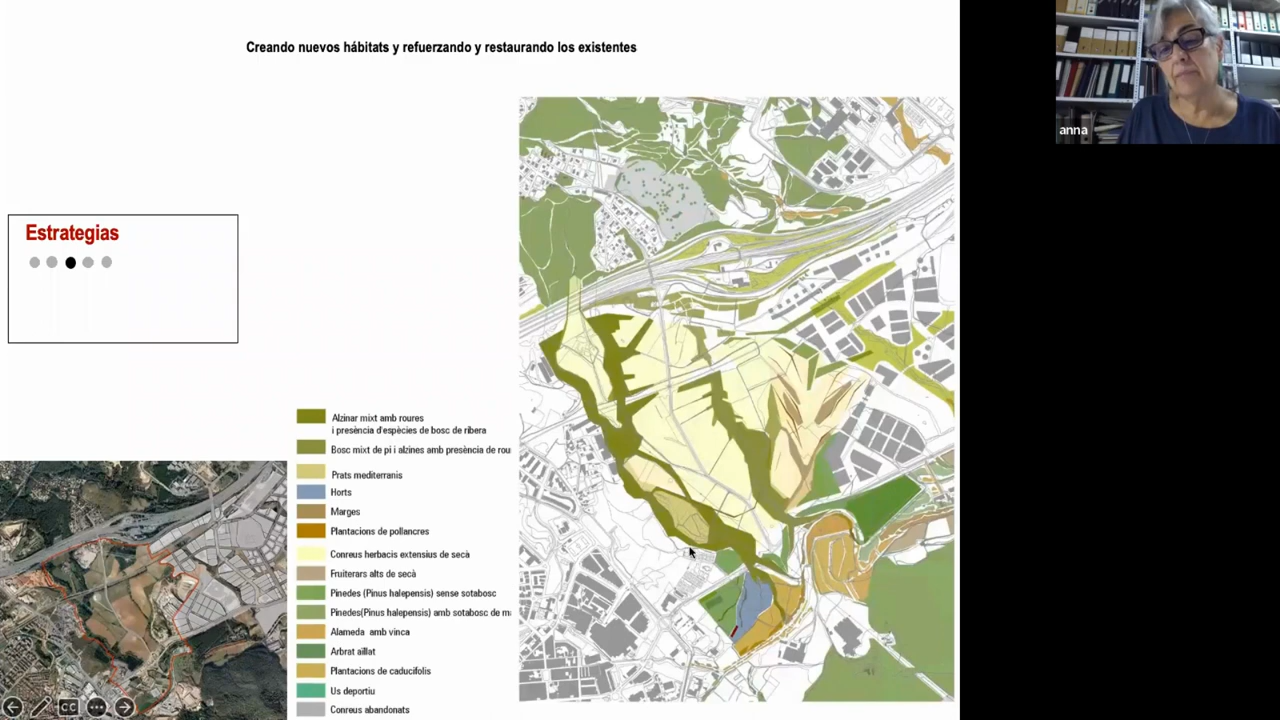 Creando nuevos hábitats y refuerzando y restaurando los existentes
anna
Estrategias
Alzinar mixt amb roures
i presència d'espècies de bosc de ribera
Bosc mixt de pi i alzines amb presència de rou
Prats mediterranis
Horts
Marges
Plantacions de pollancres
Conreus herbacis extensius de secà
Fruiterars alts de secà
Pinedes (Pinus halepensis) sense sotabosc
Pinedes(Pinus halepensis) amb sotabosc de m
Alameda amb vinca
Arbrat aïllat
Plantacions de caducifolis
Us deportiu
Conreus abandonats
CC